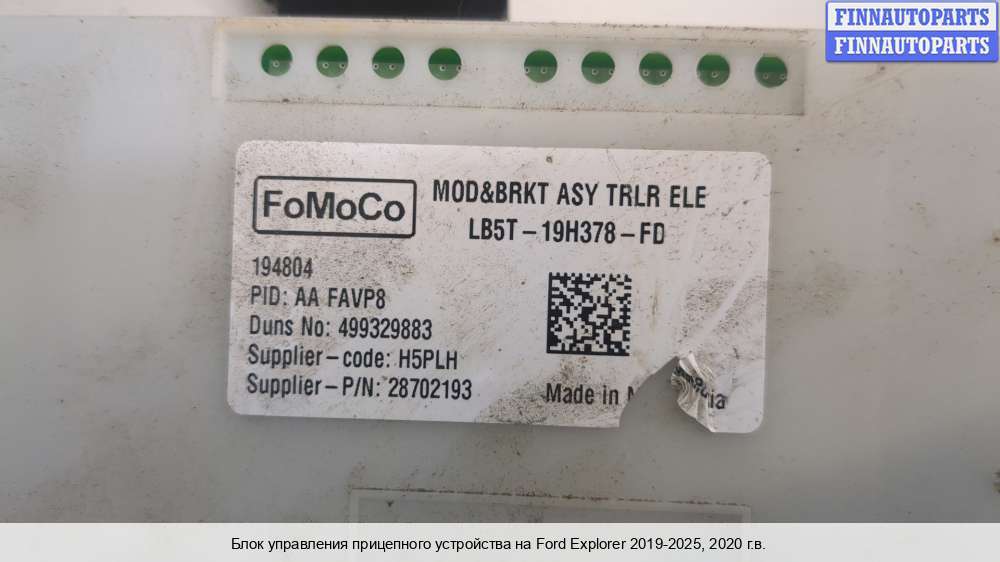 FINNAUTOPARTS
FINNAUTOPARTS
FoMoCo
MOD&BRKT ASY TRLR ELE
LB5T-19H378-FD
194804
PID: AA FAVP8
Duns No: 499329883
Supplier-code: H5PLH
Supplier-P/N: 28702193
Made in
Блок управления прицепного устройства на Ford Explorer 2019-2025, 2020 г.в.